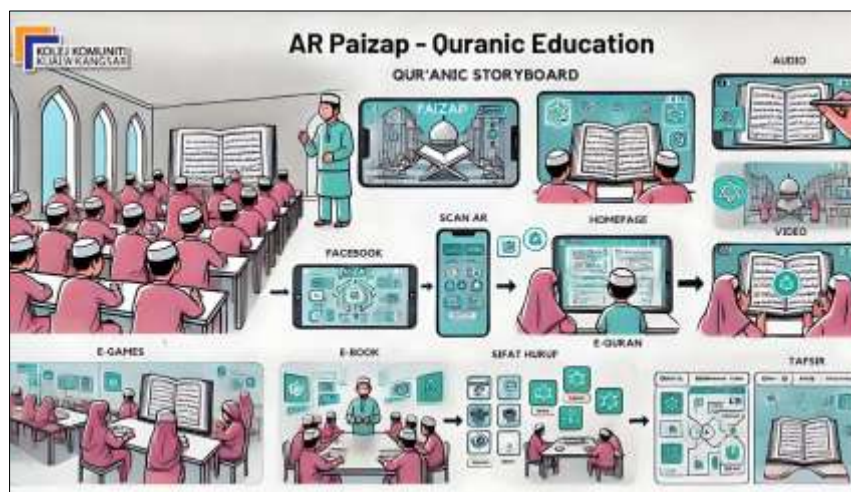 KOLEJ KOMUNITI
KUALA KANGSAR
AR Paizap - Quranic Education
QUR'ANIC STORYBOARD
AUDIO
PAIZAP
SCAN AR
HOMEPAGE
FACEBOOK
VIDEO
E-GAMES
E-BOOK
SIFAT HURUF
E-QURAN
TAFSIR